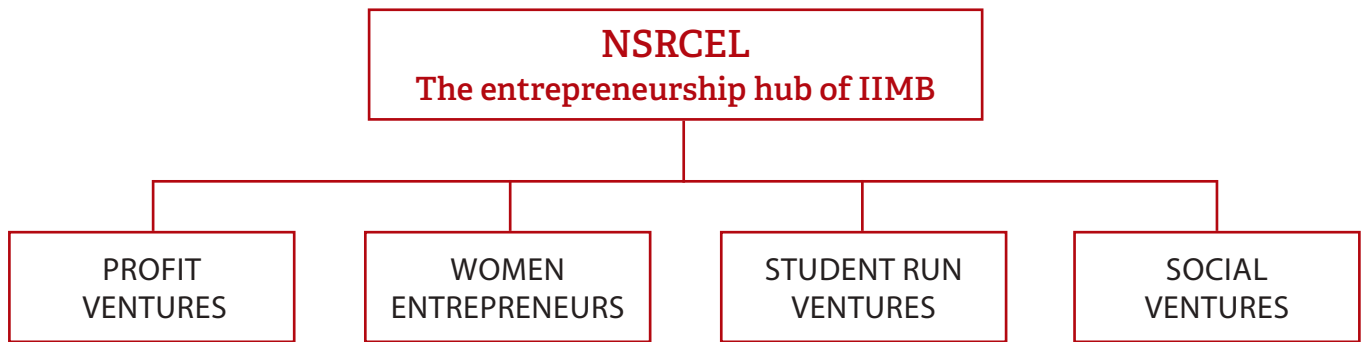 NSRCEL
The entrepreneurship hub of IIMB
PROFIT
VENTURES
WOMEN
ENTREPRENEURS
STUDENT RUN
VENTURES
SOCIAL
VENTURES